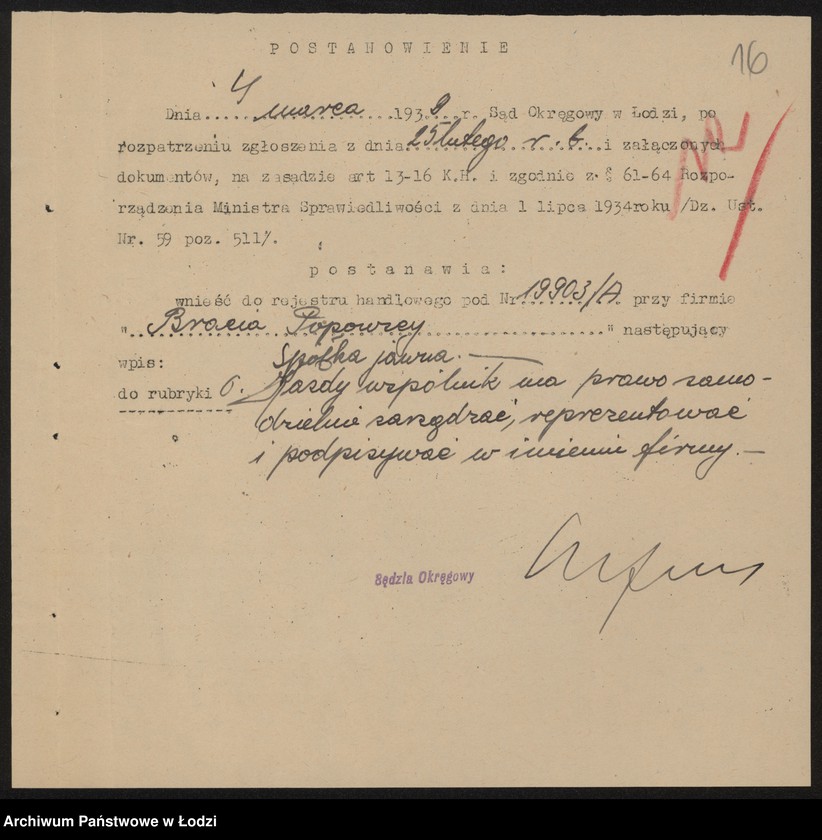 16
POSTANOWIENIE
Dnia....4 marca....1939...r. Sąd Okręgowy w Łodzi, po
rozpatrzeniu zgłoszenia z dnia 25 lutego r. b. i załączonych
dokumentów, na zasadzie art 13-16 K.H. i zgodnie z § 61-64 Rozpo-
rządzenia Ministra Sprawiedliwości z dnia 1 lipca 1934roku /Dz. Ust.
Nr. 59 poz. 511/.
postanawia:
wnieść do rejestru handlowego pod Nr 19903/A przy firmie
"Bracia Popowscy......................" następujący
Spółka jawna. —
wpis:
do rubryki 6. Każdy wspólnik ma prawo samo-
dzielnie zarządzać, reprezentować
i podpisywać w imieniu firmy. —
Sędzia Okręgowy
Archiwum Państwowe w Łodzi